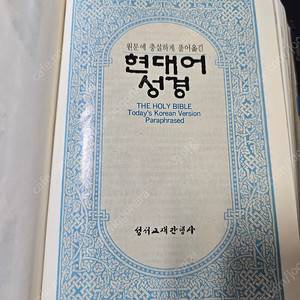 원문에 충실하게 풀어옮긴
현대어
성경
THE HOLY BIBLE
Today's Korean Version
Paraphrased
성서교재간행사